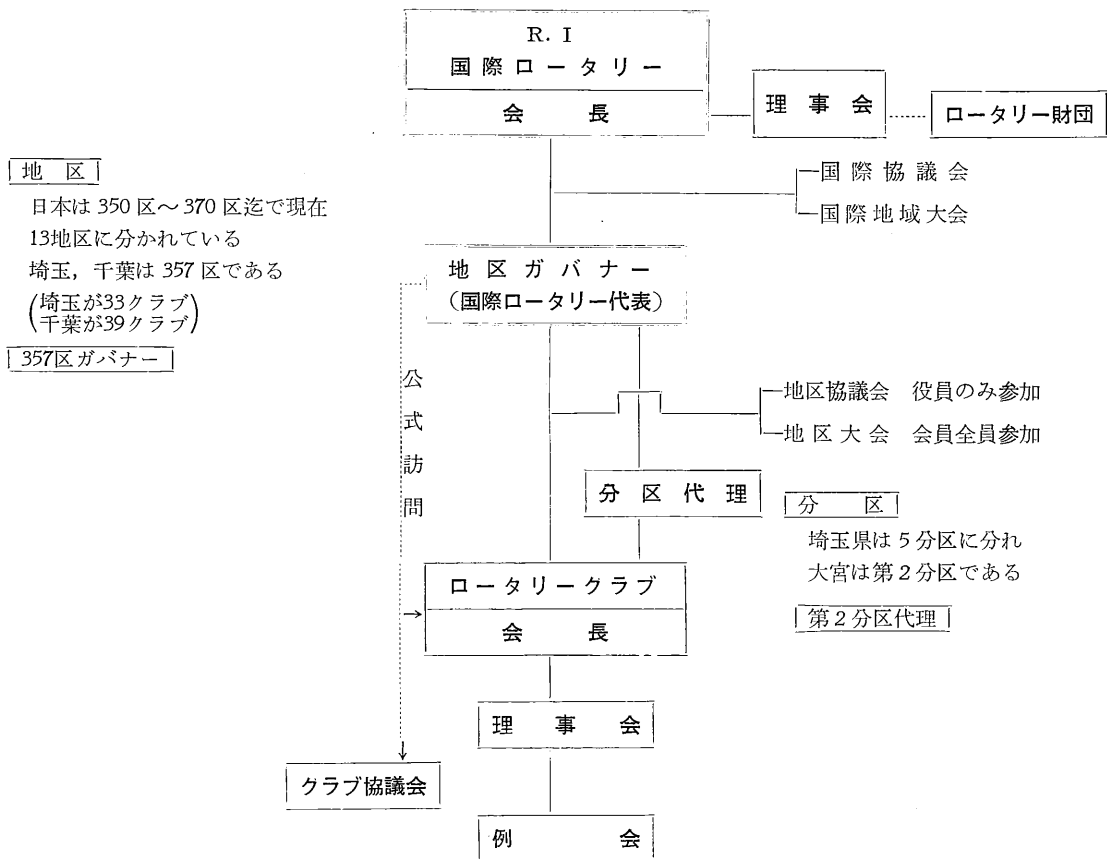 R. I
国際ロータリー
会長
理事会
ロータリー財団
国際協議会
国際地域大会
地区
日本は350区～370区迄で現在
13地区に分かれている
埼玉，千葉は357区である
(埼玉が33クラブ
千葉が39クラブ)
357区ガバナー
地区ガバナー
(国際ロータリー代表)
公式訪問
地区協議会 役員のみ参加
地区大会 会員全員参加
分区代理
分区
埼玉県は5分区に分れ
大宮は第2分区である
第2分区代理
ロータリークラブ
会長
理事会
クラブ協議会
例会